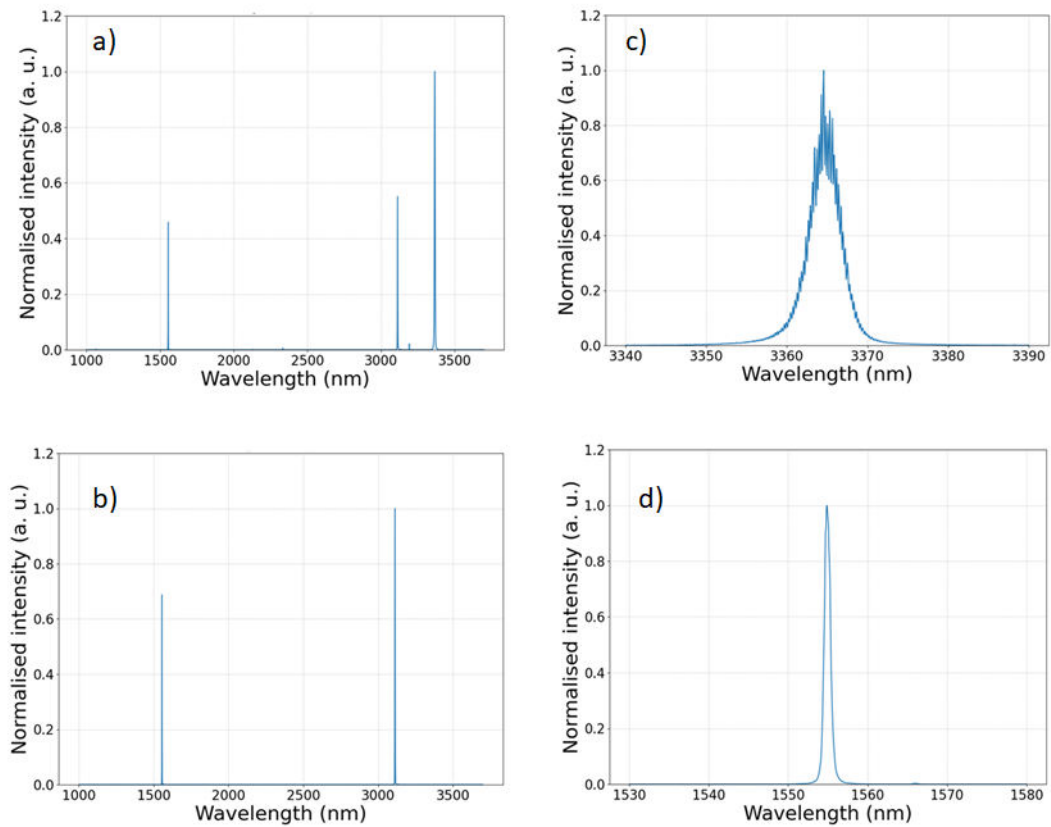 a)
1.2
1.0
0.8
0.6
0.4
0.2
0.0
Normalised intensity (a. u.)
1000 1500 2000 2500 3000 3500
Wavelength (nm)
c)
1.2
1.0
0.8
0.6
0.4
0.2
0.0
Normalised intensity (a. u.)
3340 3350 3360 3370 3380 3390
Wavelength (nm)
b)
1.2
1.0
0.8
0.6
0.4
0.2
0.0
Normalised intensity (a. u.)
1000 1500 2000 2500 3000 3500
Wavelength (nm)
d)
1.2
1.0
0.8
0.6
0.4
0.2
0.0
Normalised intensity (a. u.)
1530 1540 1550 1560 1570 1580
Wavelength (nm)